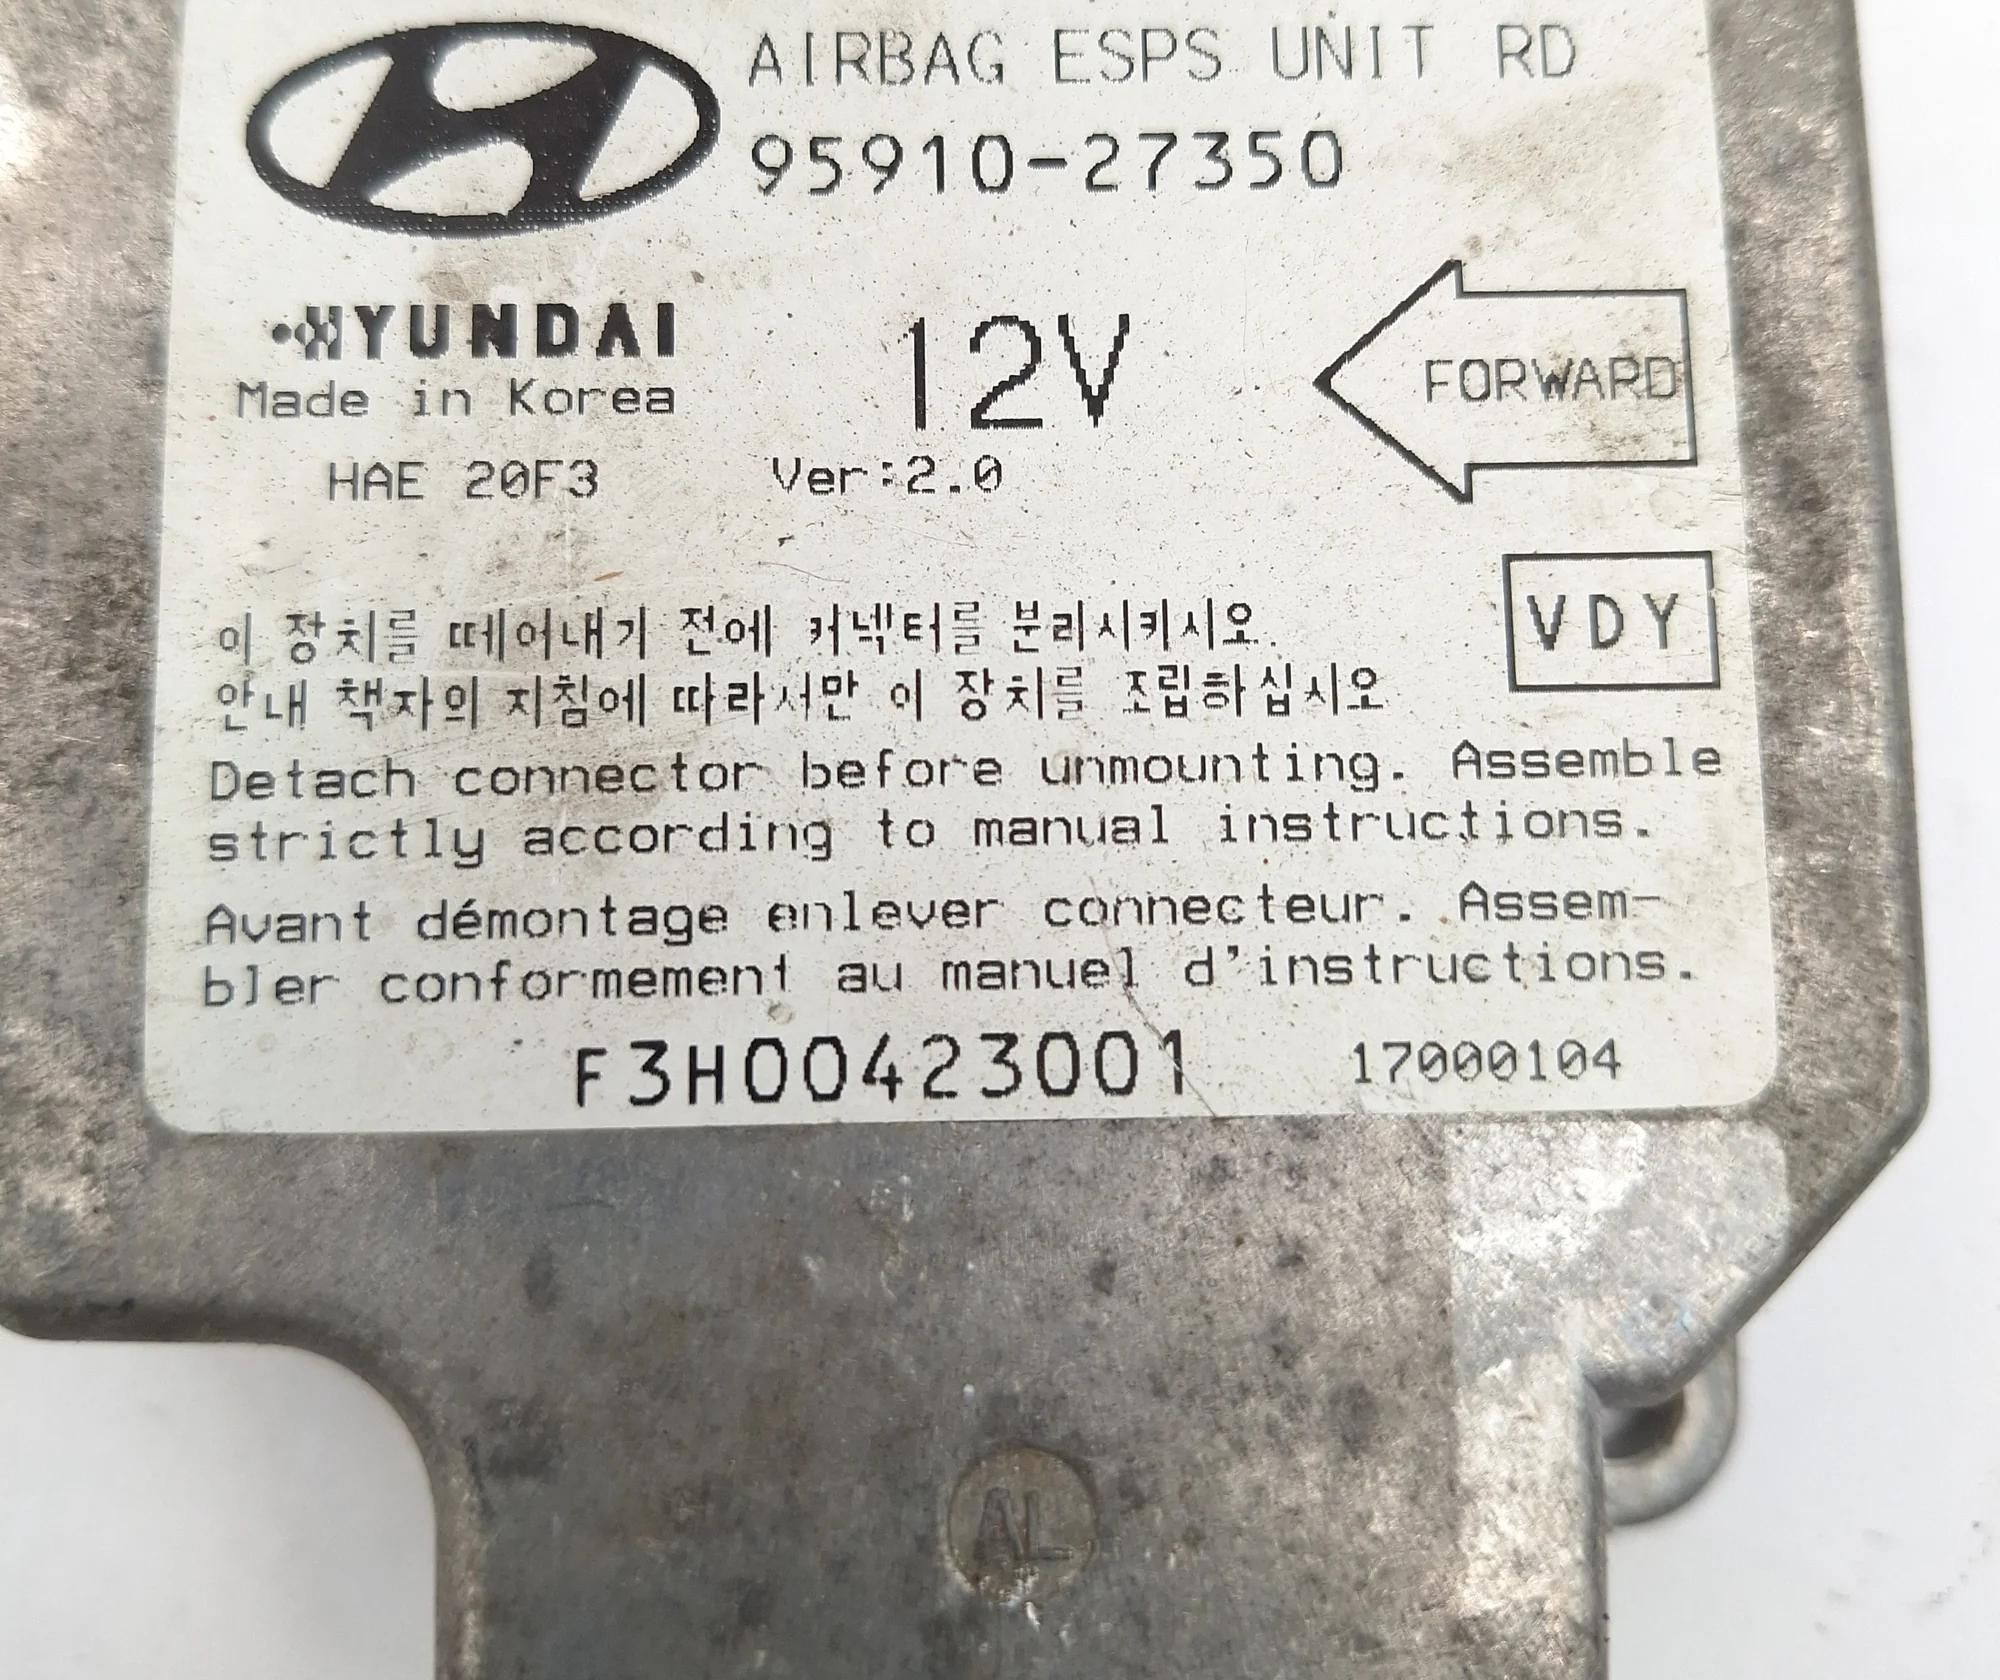 AIRBAG ESPS UNIT RD
95910-27350
HYUNDAI
Made in Korea
12V
FORWARD
HAE 20F3
Ver:2.0
이 장치를 떼어내기 전에 커넥터를 분리시키시오.
안내 책자의 지침에 따라서만 이 장치를 조립하십시오
VDY
Detach connector before unmounting. Assemble
strictly according to manual instructions.
Avant démontage enlever connecteur. Assem-
bler conformement au manuel d'instructions.
F3H00423001
17000104
AL